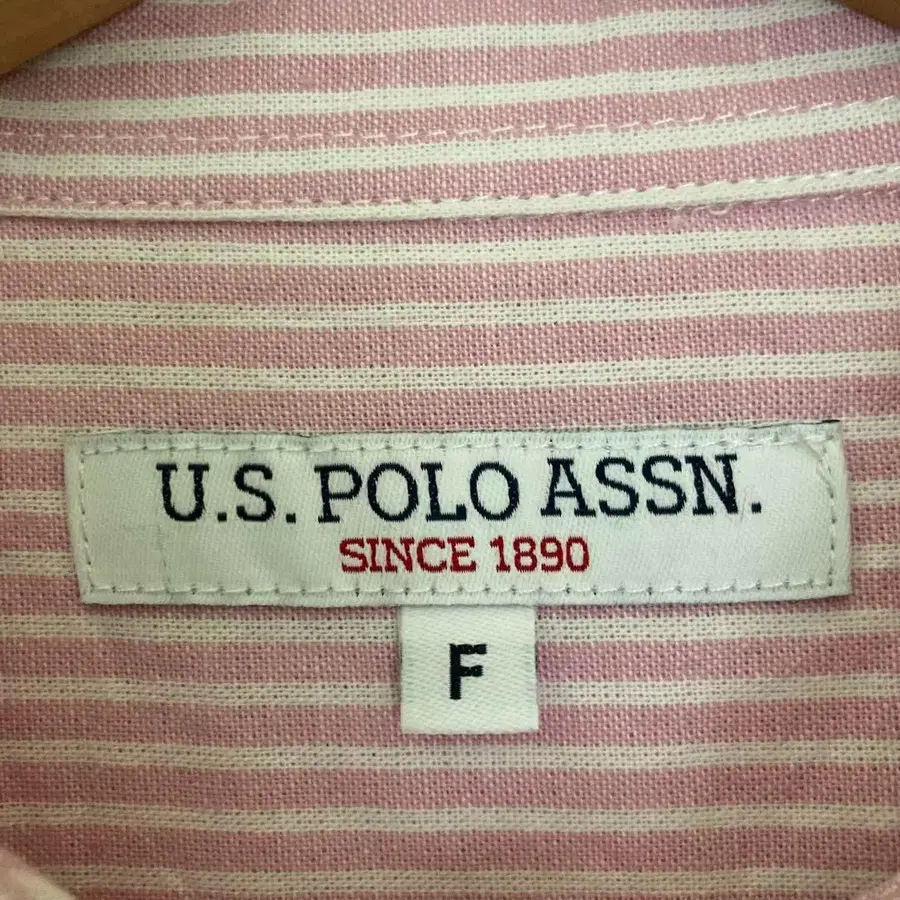 U.S. POLO ASSN.
SINCE 1890
F